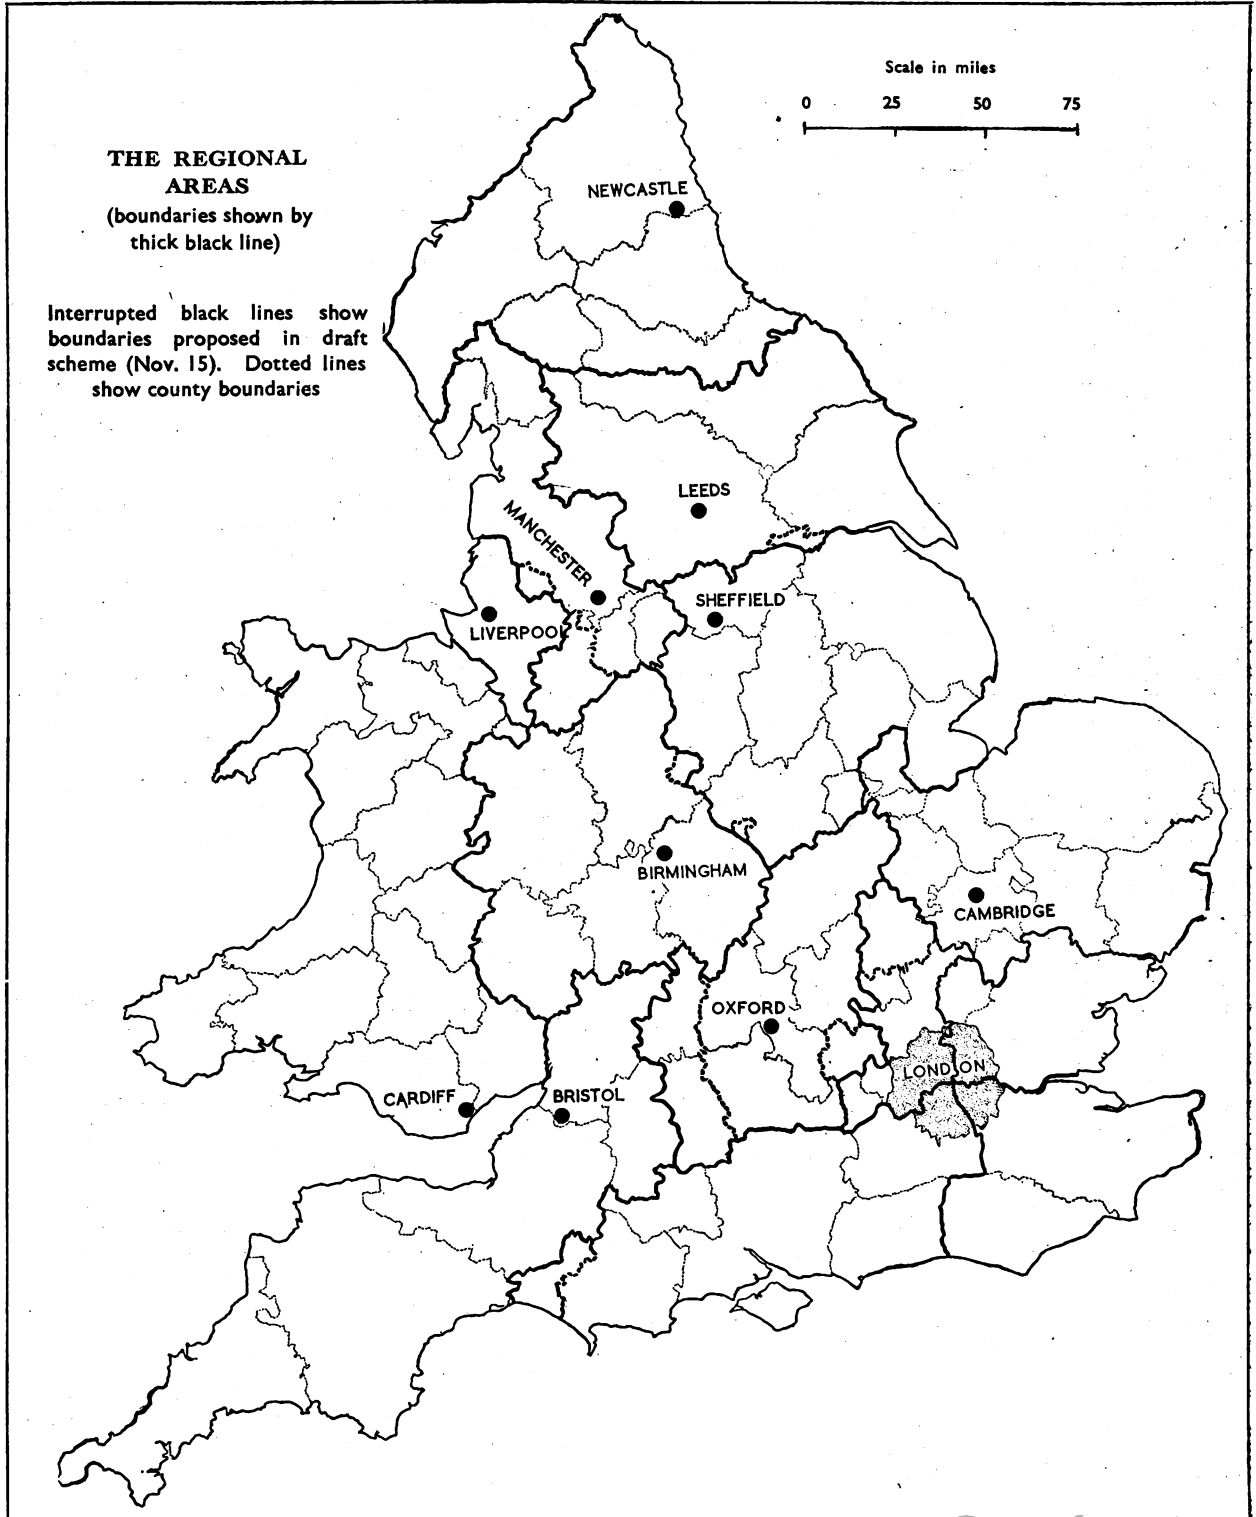 Scale in miles
0 25 50 75
THE REGIONAL
AREAS
(boundaries shown by
thick black line)
Interrupted black lines show
boundaries proposed in draft
scheme (Nov. 15). Dotted lines
show county boundaries
NEWCASTLE
LEEDS
MANCHESTER
SHEFFIELD
LIVERPOOL
BIRMINGHAM
CAMBRIDGE
OXFORD
LONDON
CARDIFF
BRISTOL